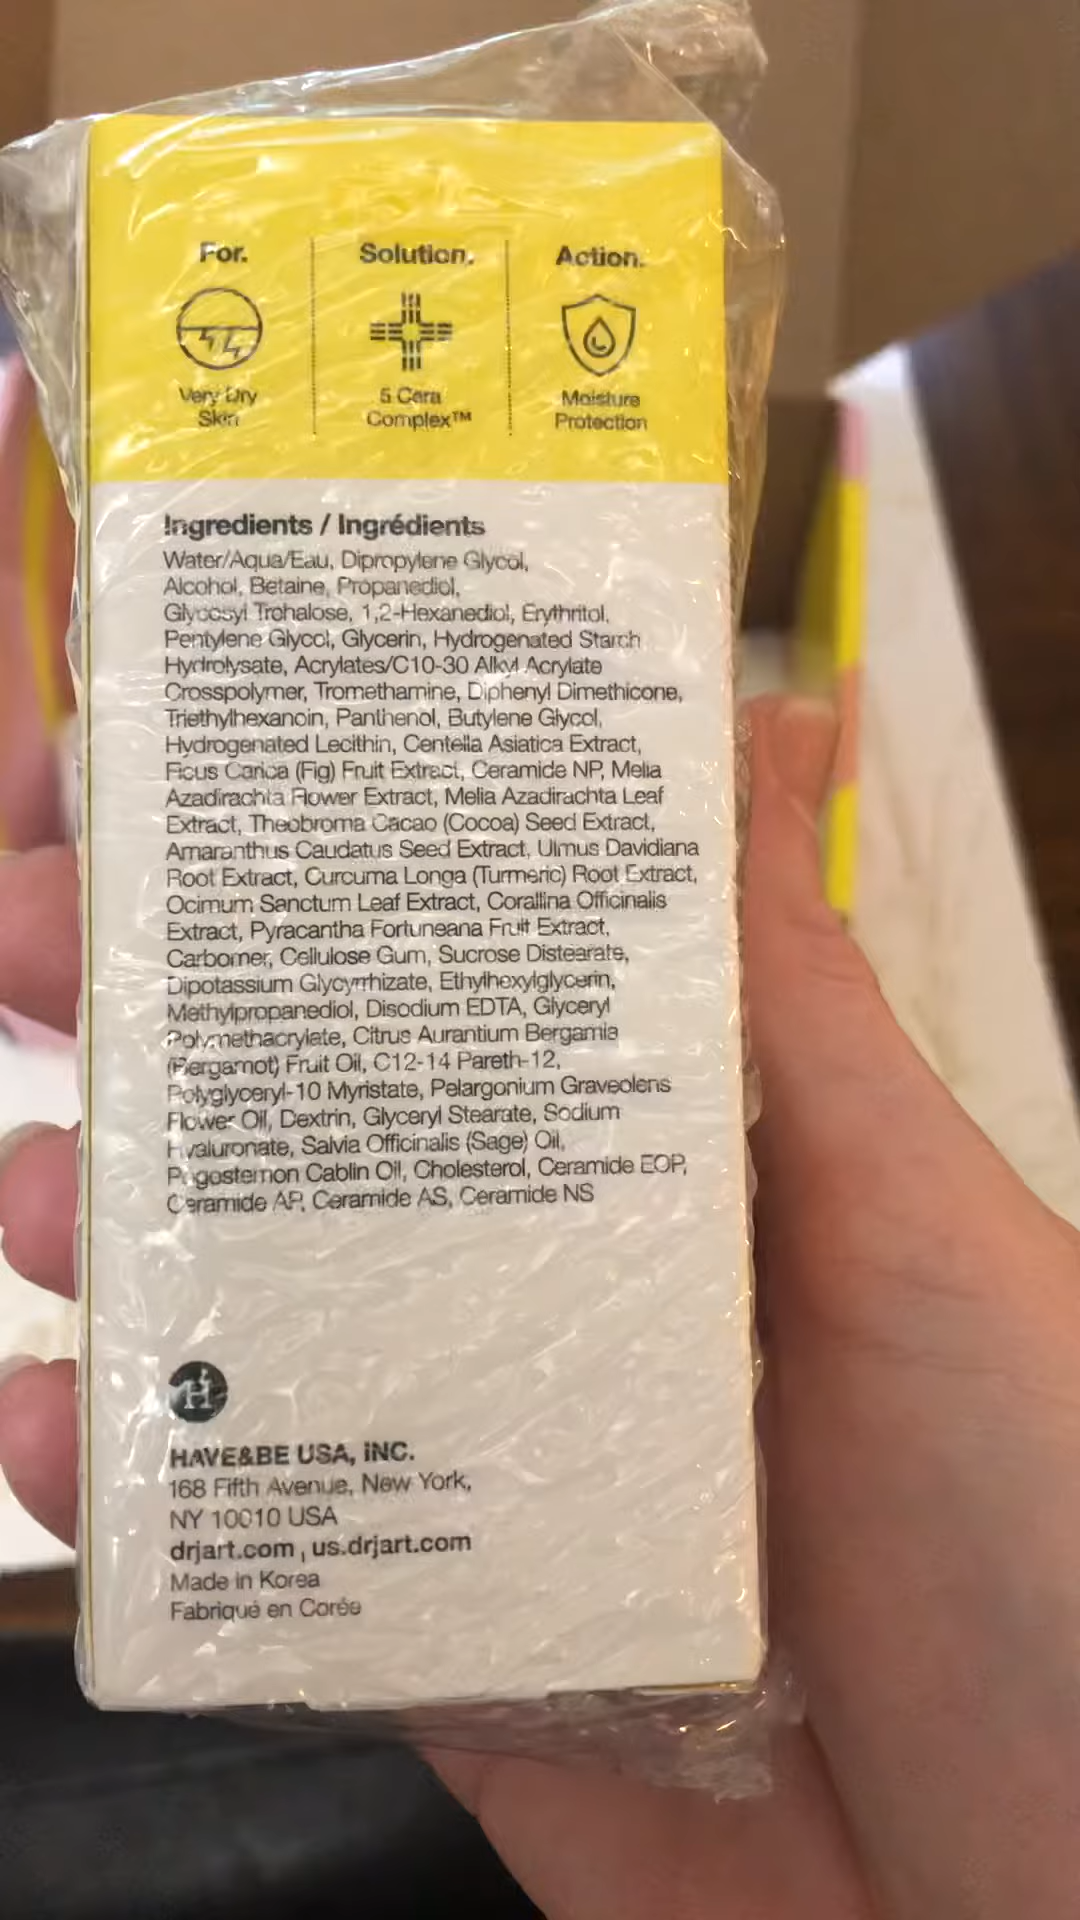 For.
Solution.
Action.
Very Dry
Skin
5 Cera
Complex™
Moisture
Protection
Ingredients / Ingrédients
Water/Aqua/Eau, Dipropylene Glycol,
Alcohol, Betaine, Propanediol,
Glycosyl Trehalose, 1,2-Hexanediol, Erythritol,
Pentylene Glycol, Glycerin, Hydrogenated Starch
Hydrolysate, Acrylates/C10-30 Alkyl Acrylate
Crosspolymer, Tromethamine, Diphenyl Dimethicone,
Triethylhexanoin, Panthenol, Butylene Glycol,
Hydrogenated Lecithin, Centella Asiatica Extract,
Ficus Carica (Fig) Fruit Extract, Ceramide NP, Melia
Azadirachta Flower Extract, Melia Azadirachta Leaf
Extract, Theobroma Cacao (Cocoa) Seed Extract,
Amaranthus Caudatus Seed Extract, Ulmus Davidiana
Root Extract, Curcuma Longa (Turmeric) Root Extract,
Ocimum Sanctum Leaf Extract, Corallina Officinalis
Extract, Pyracantha Fortuneana Fruit Extract,
Carbomer, Cellulose Gum, Sucrose Distearate,
Dipotassium Glycyrrhizate, Ethylhexylglycerin,
Methylpropanediol, Disodium EDTA, Glyceryl
Polymethacrylate, Citrus Aurantium Bergamia
(Bergamot) Fruit Oil, C12-14 Pareth-12,
Polyglyceryl-10 Myristate, Pelargonium Graveolens
Flower Oil, Dextrin, Glyceryl Stearate, Sodium
Hyaluronate, Salvia Officinalis (Sage) Oil,
Pogostemon Cablin Oil, Cholesterol, Ceramide EOP,
Ceramide AP, Ceramide AS, Ceramide NS
H
HAVE&BE USA, INC.
168 Fifth Avenue, New York,
NY 10010 USA
drjart.com , us.drjart.com
Made in Korea
Fabriqué en Corée